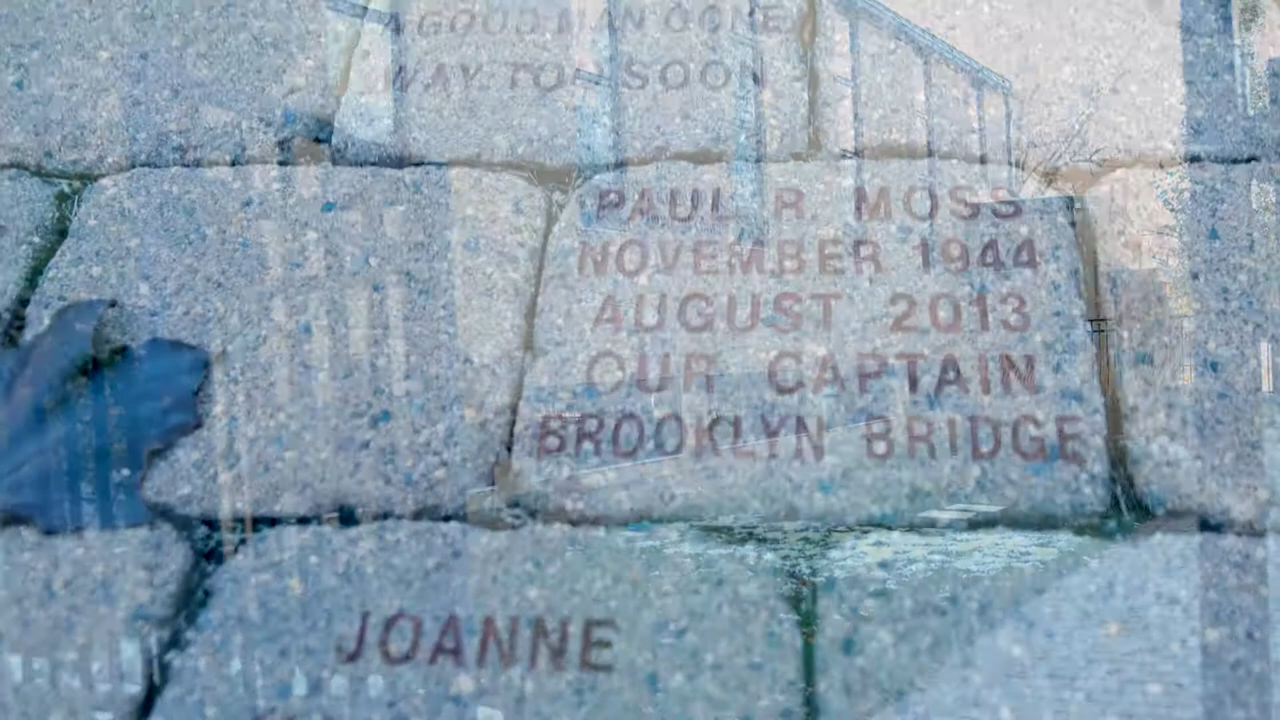 A GOOD MAN GONE
WAY TOO SOON
PAUL R. MOSS
NOVEMBER 1944
AUGUST 2013
OUR CAPTAIN
BROOKLYN BRIDGE
JOANNE